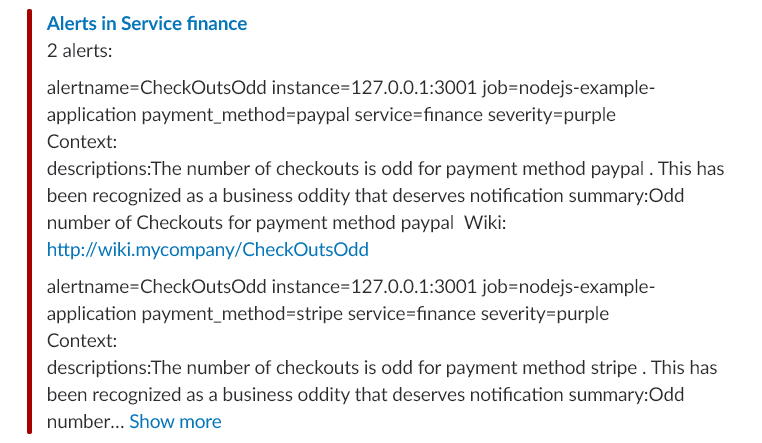 Alerts in Service finance
2 alerts:
alertname=CheckOutsOdd instance=127.0.0.1:3001 job=nodejs-example-
application payment_method=paypal service=finance severity=purple
Context:
descriptions:The number of checkouts is odd for payment method paypal . This has
been recognized as a business oddity that deserves notification summary:Odd
number of Checkouts for payment method paypal  Wiki:
http://wiki.mycompany/CheckOutsOdd
alertname=CheckOutsOdd instance=127.0.0.1:3001 job=nodejs-example-
application payment_method=stripe service=finance severity=purple
Context:
descriptions:The number of checkouts is odd for payment method stripe . This has
been recognized as a business oddity that deserves notification summary:Odd
number... Show more